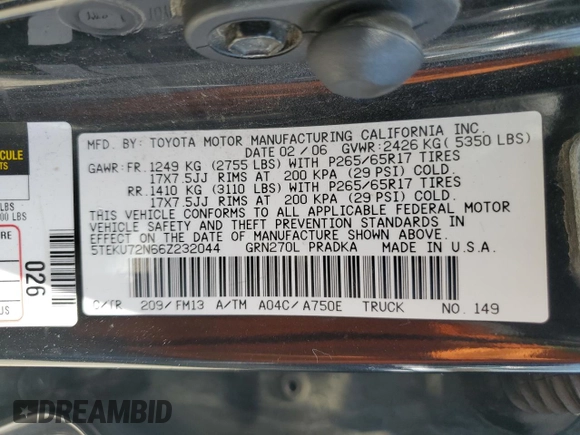 MFD. BY: TOYOTA MOTOR MANUFACTURING CALIFORNIA INC.
DATE 02 / 06 GVWR: 2426 KG ( 5350 LBS)
GAWR: FR. 1249 KG (2755 LBS) WITH P265/65R17 TIRES
17X7.5JJ RIMS AT 200 KPA (29 PSI) COLD.
RR. 1410 KG (3110 LBS) WITH P265/65R17 TIRES
17X7.5JJ RIMS AT 200 KPA (29 PSI) COLD.
THIS VEHICLE CONFORMS TO ALL APPLICABLE FEDERAL MOTOR
VEHICLE SAFETY AND THEFT PREVENTION STANDARDS IN
EFFECT ON THE DATE OF MANUFACTURE SHOWN ABOVE.
5TEKU72N66Z232044 GRN270L PRADKA MADE IN U.S.A.
C/FR 209/ FM13 A/TM A04C/ A750E TRUCK NO. 149
026
LBS
00 LBS
DREAMBID